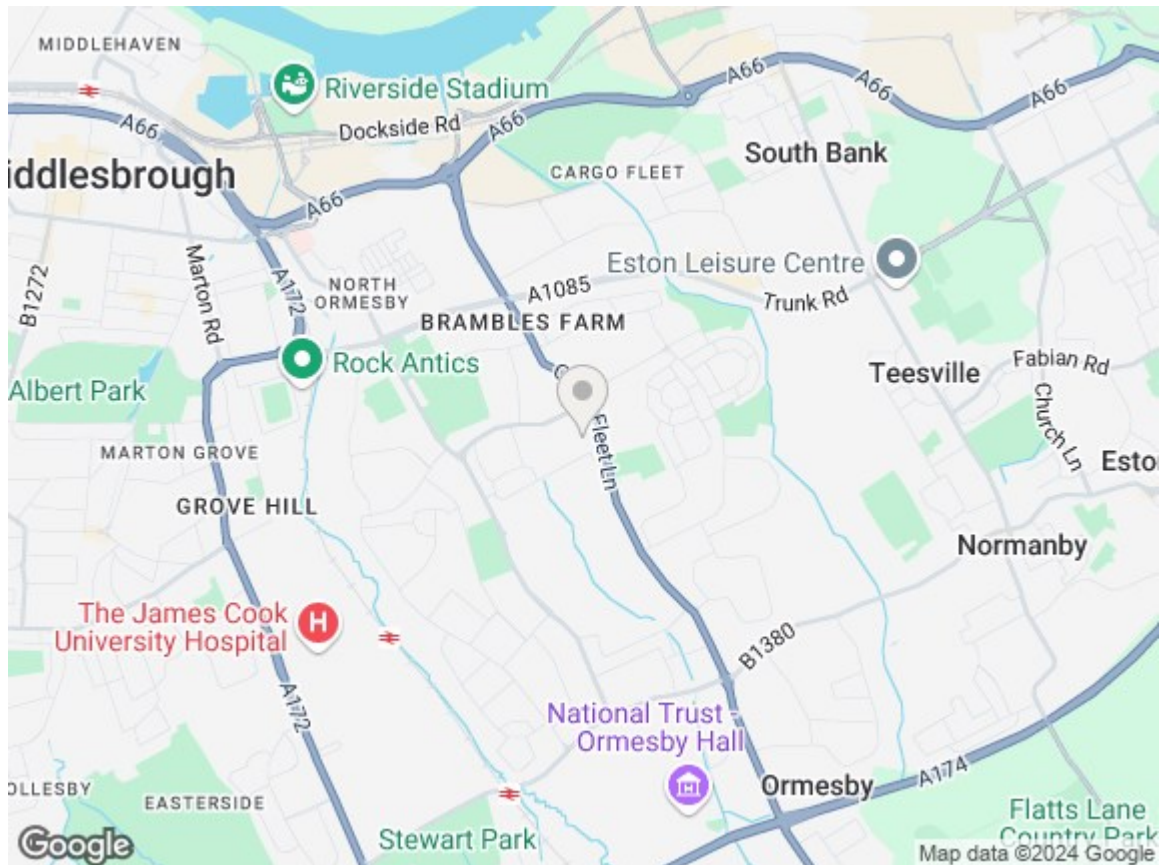 MIDDLEHAVEN
Riverside Stadium
Dockside Rd
A66
A66
A66
A66
A66
A66
South Bank
iddlesbrough
CARGO FLEET
B1272
Marton Rd
A172
NORTH
ORMESBY
A1085
Eston Leisure Centre
Trunk Rd
BRAMBLES FARM
Rock Antics
Albert Park
Teesville
Fabian Rd
Church Ln
Fleet Ln
MARTON GROVE
GROVE HILL
Esto
Normanby
The James Cook
University Hospital
A172
B1380
National Trust -
Ormesby Hall
OLLESBY
EASTERSIDE
Stewart Park
Ormesby
A174
Flatts Lane
Country Park
Google
Map data ©2024 Google